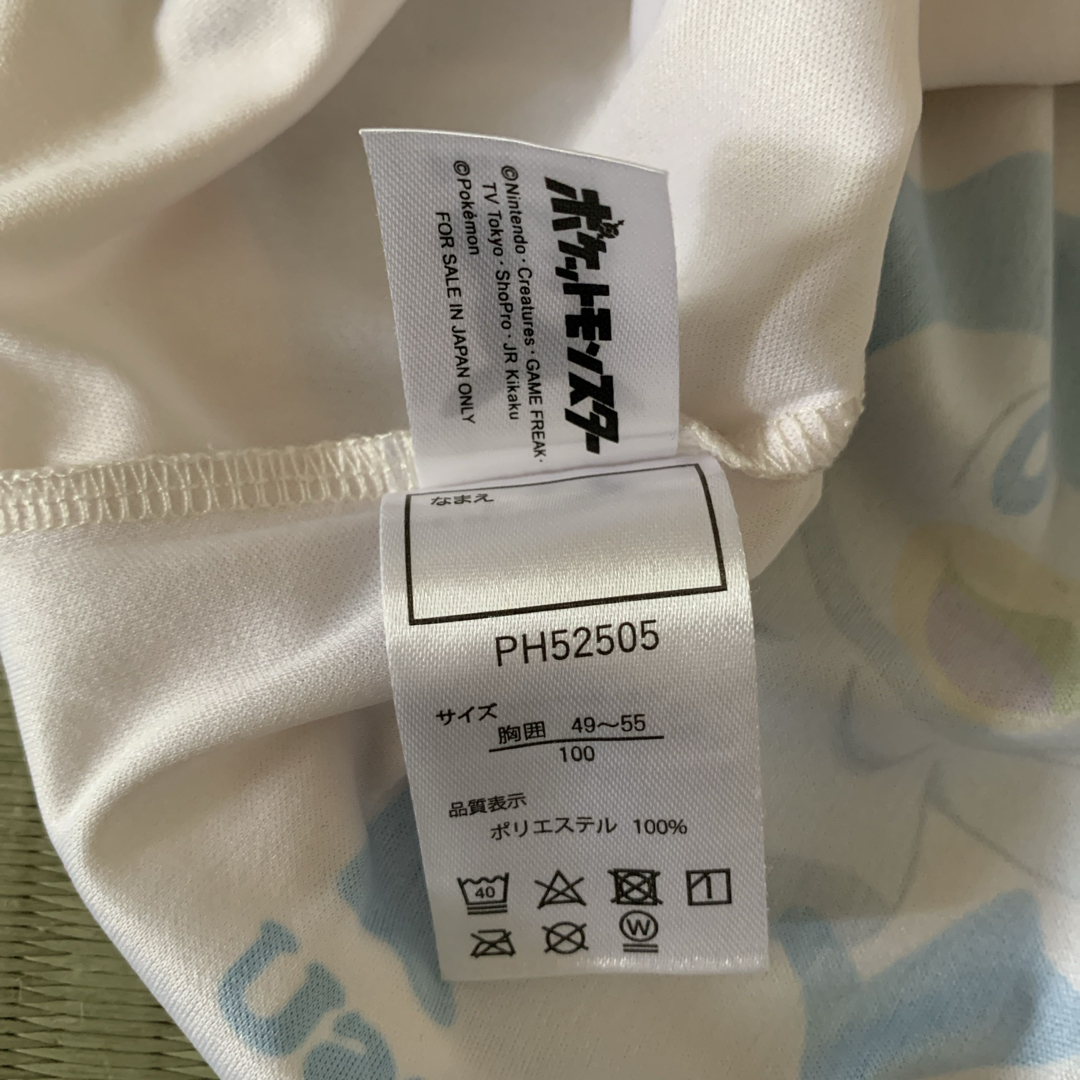 ポケットモンスター
©Nintendo・Creatures・GAME FREAK・
TV Tokyo・ShoPro・JR Kikaku
©Pokémon
FOR SALE IN JAPAN ONLY
なまえ
PH52505
サイズ
胸囲 49〜55
100
品質表示
ポリエステル 100%
40
W